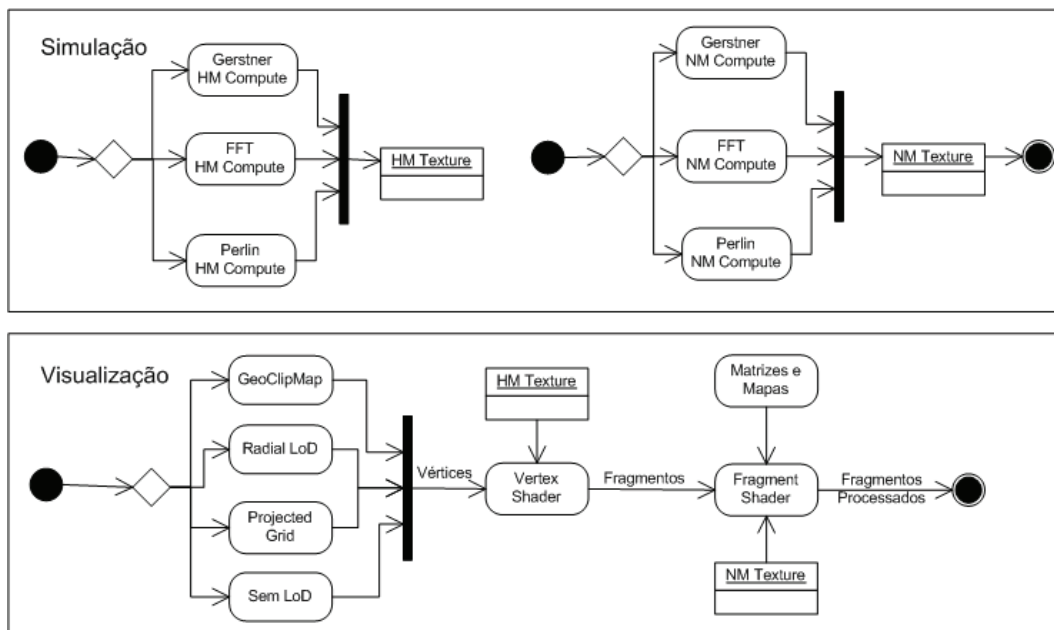 Simulação
Gerstner
HM Compute
FFT
HM Compute
Perlin
HM Compute
HM Texture
Gerstner
NM Compute
FFT
NM Compute
Perlin
NM Compute
NM Texture
Visualização
GeoClipMap
Radial LoD
Projected
Grid
Sem LoD
Vértices
HM Texture
Vertex
Shader
Fragmentos
Matrizes e
Mapas
Fragment
Shader
NM Texture
Fragmentos
Processados